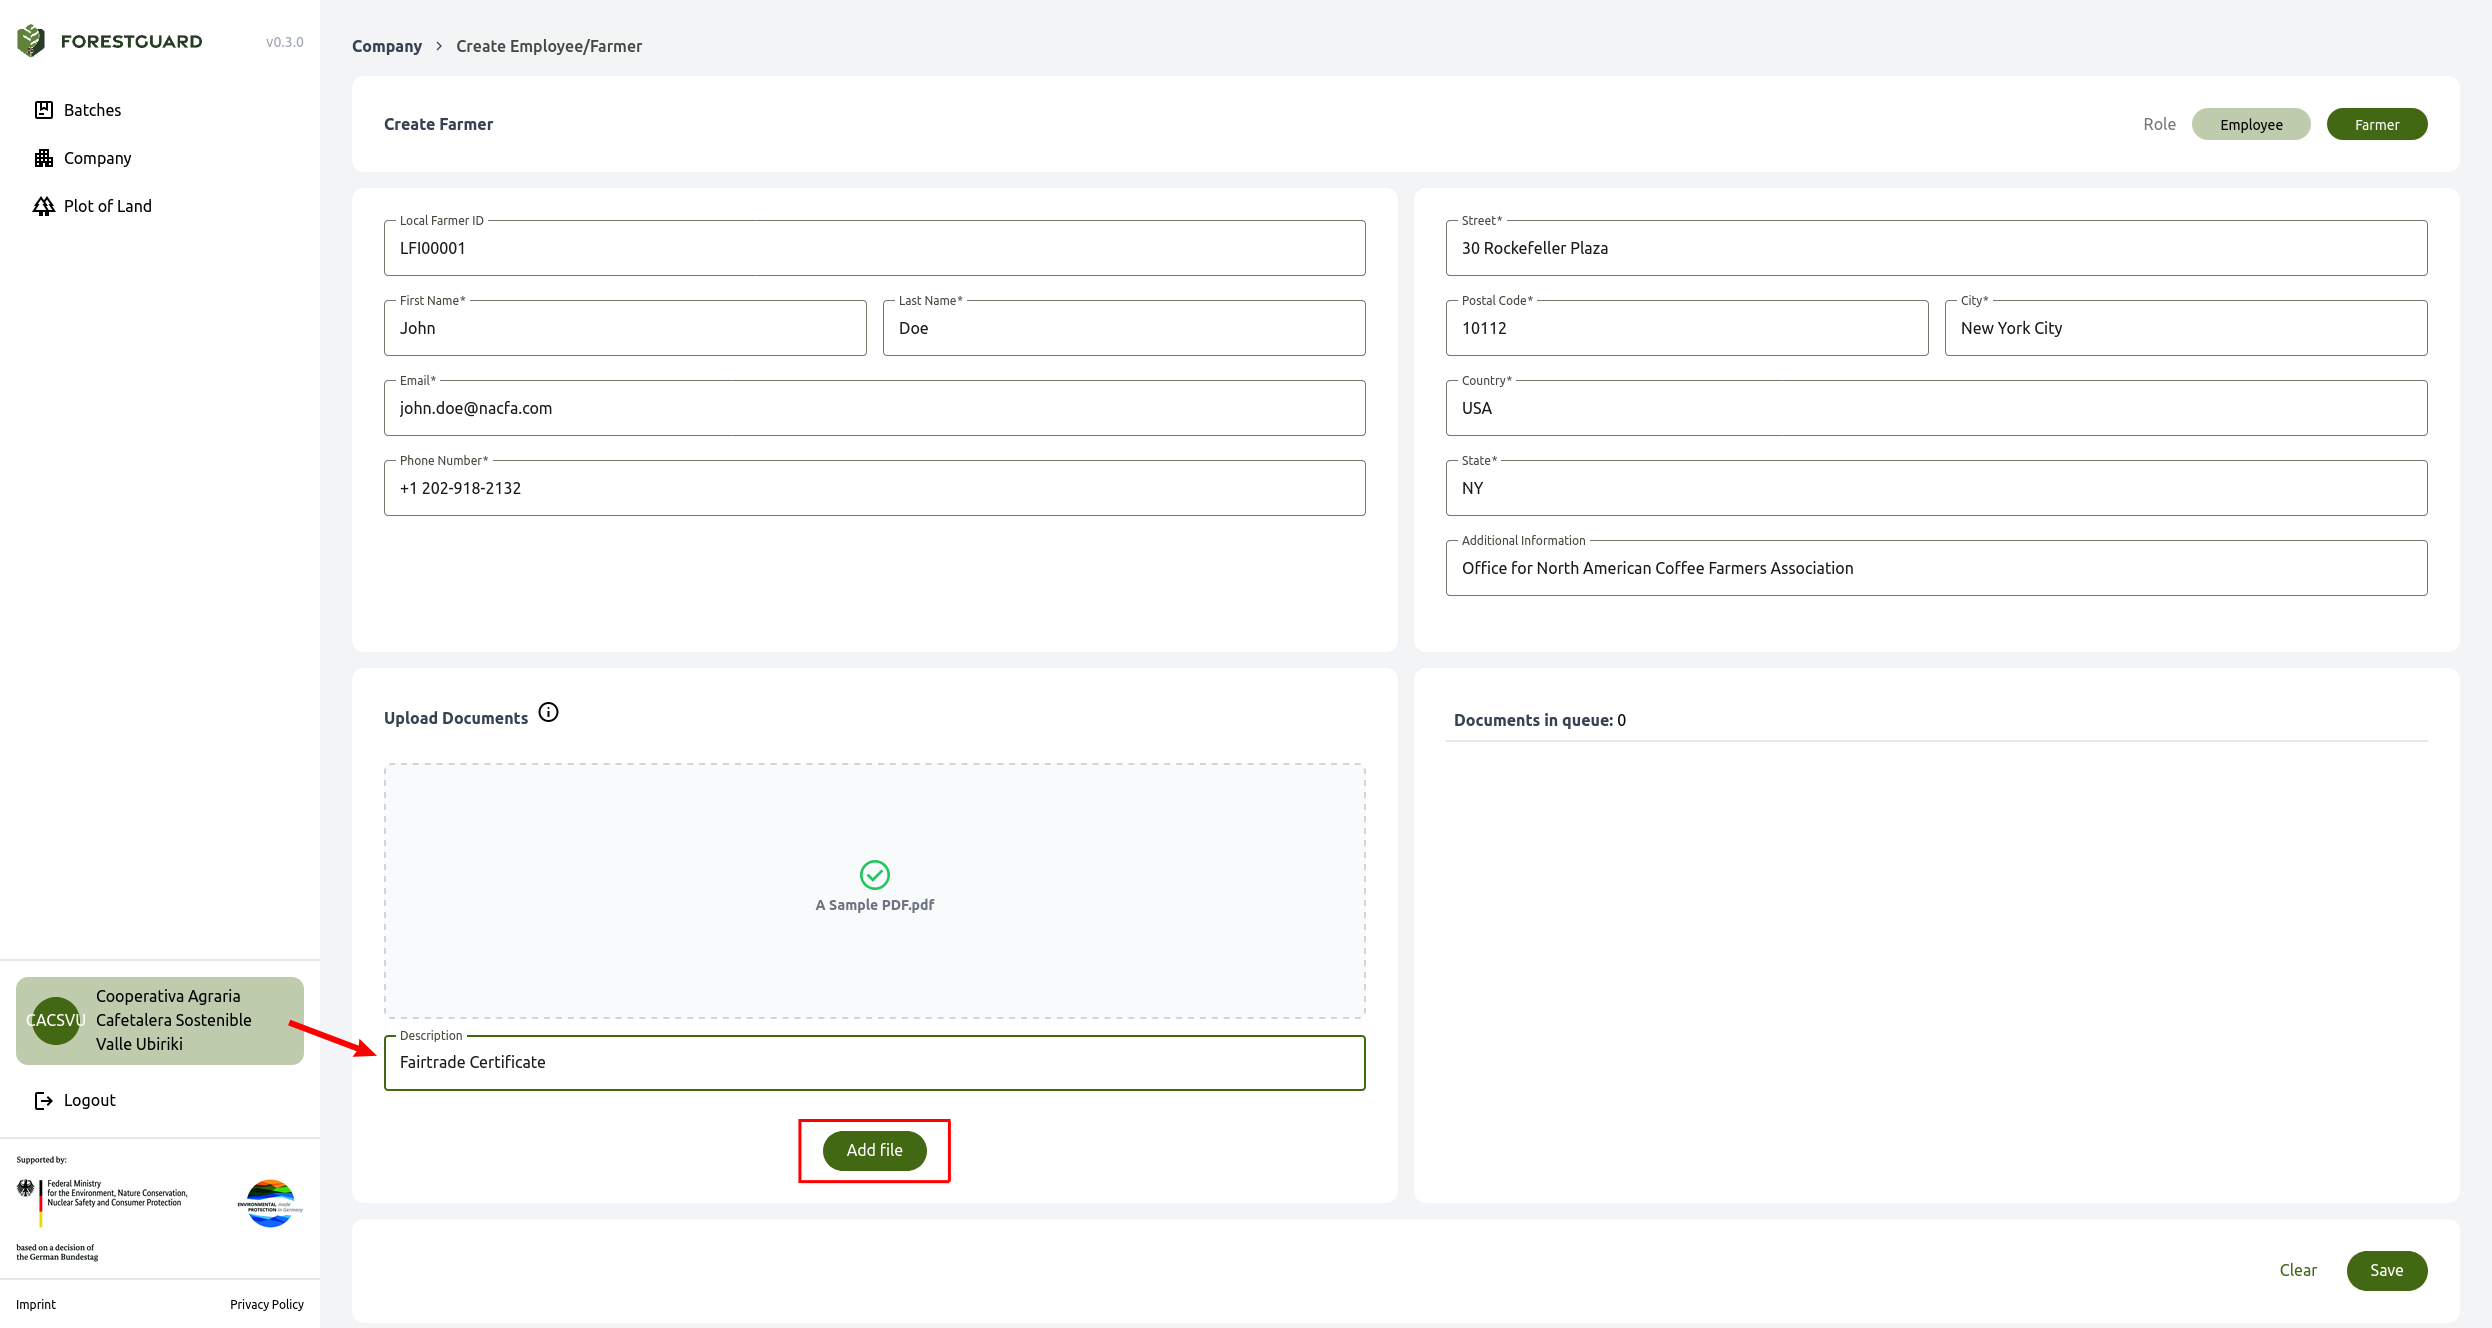 FORESTGUARD
v0.3.0
Batches
Company
Plot of Land
CACSVU
Cooperativa Agraria
Cafetalera Sostenible
Valle Ubiriki
Logout
Supported by:
Federal Ministry
for the Environment, Nature Conservation,
Nuclear Safety and Consumer Protection
ENVIRONMENTAL made
PROTECTION in Germany
based on a decision of
the German Bundestag
Imprint
Privacy Policy
Company > Create Employee/Farmer
Create Farmer
Role
Employee
Farmer
Local Farmer ID
LFI00001
First Name*
John
Last Name*
Doe
Email*
john.doe@nacfa.com
Phone Number*
+1 202-918-2132
Street*
30 Rockefeller Plaza
Postal Code*
10112
City*
New York City
Country*
USA
State*
NY
Additional Information
Office for North American Coffee Farmers Association
Upload Documents
A Sample PDF.pdf
Description
Fairtrade Certificate
Add file
Documents in queue: 0
Clear
Save